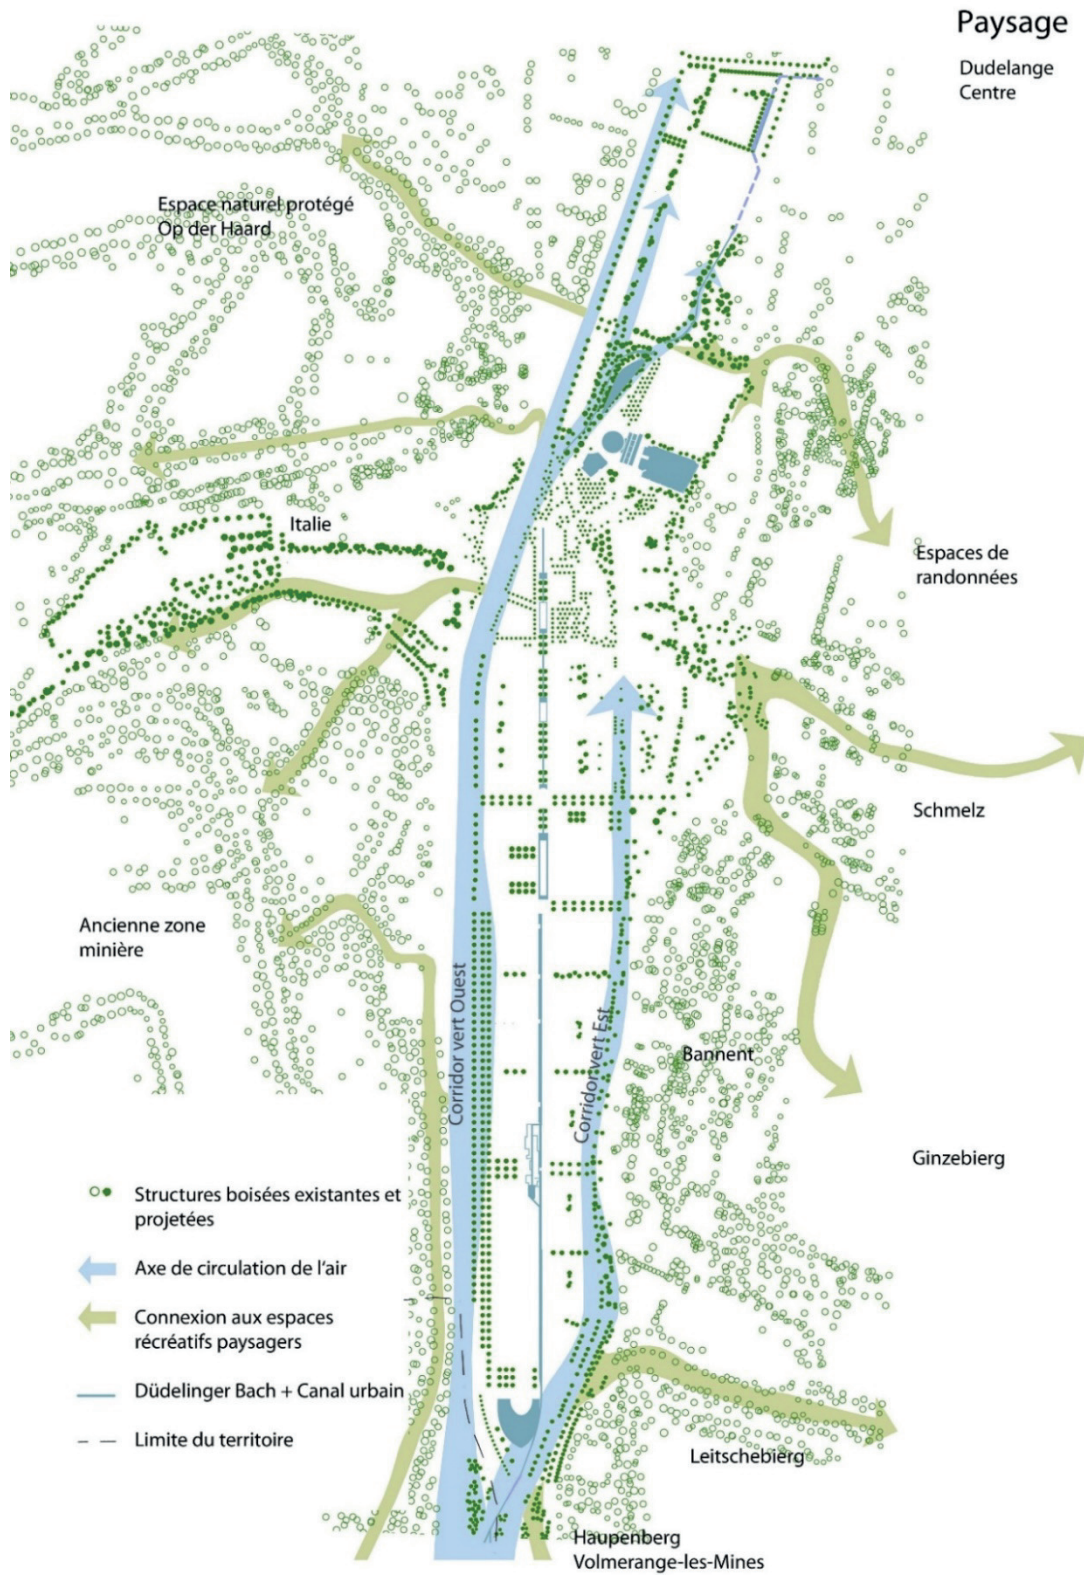 Paysage
Dudelange
Centre
Espace naturel protégé
Op der Haard
Italie
Espaces de
randonnées
Schmelz
Ancienne zone
minière
Corridor vert Ouest
Corridor vert Est
Bannent
Ginzebierg
Structures boisées existantes et
projetées
Axe de circulation de l'air
Connexion aux espaces
récréatifs paysagers
Düdelinger Bach + Canal urbain
Limite du territoire
Leitschebierg
Haupenberg
Volmerange-les-Mines